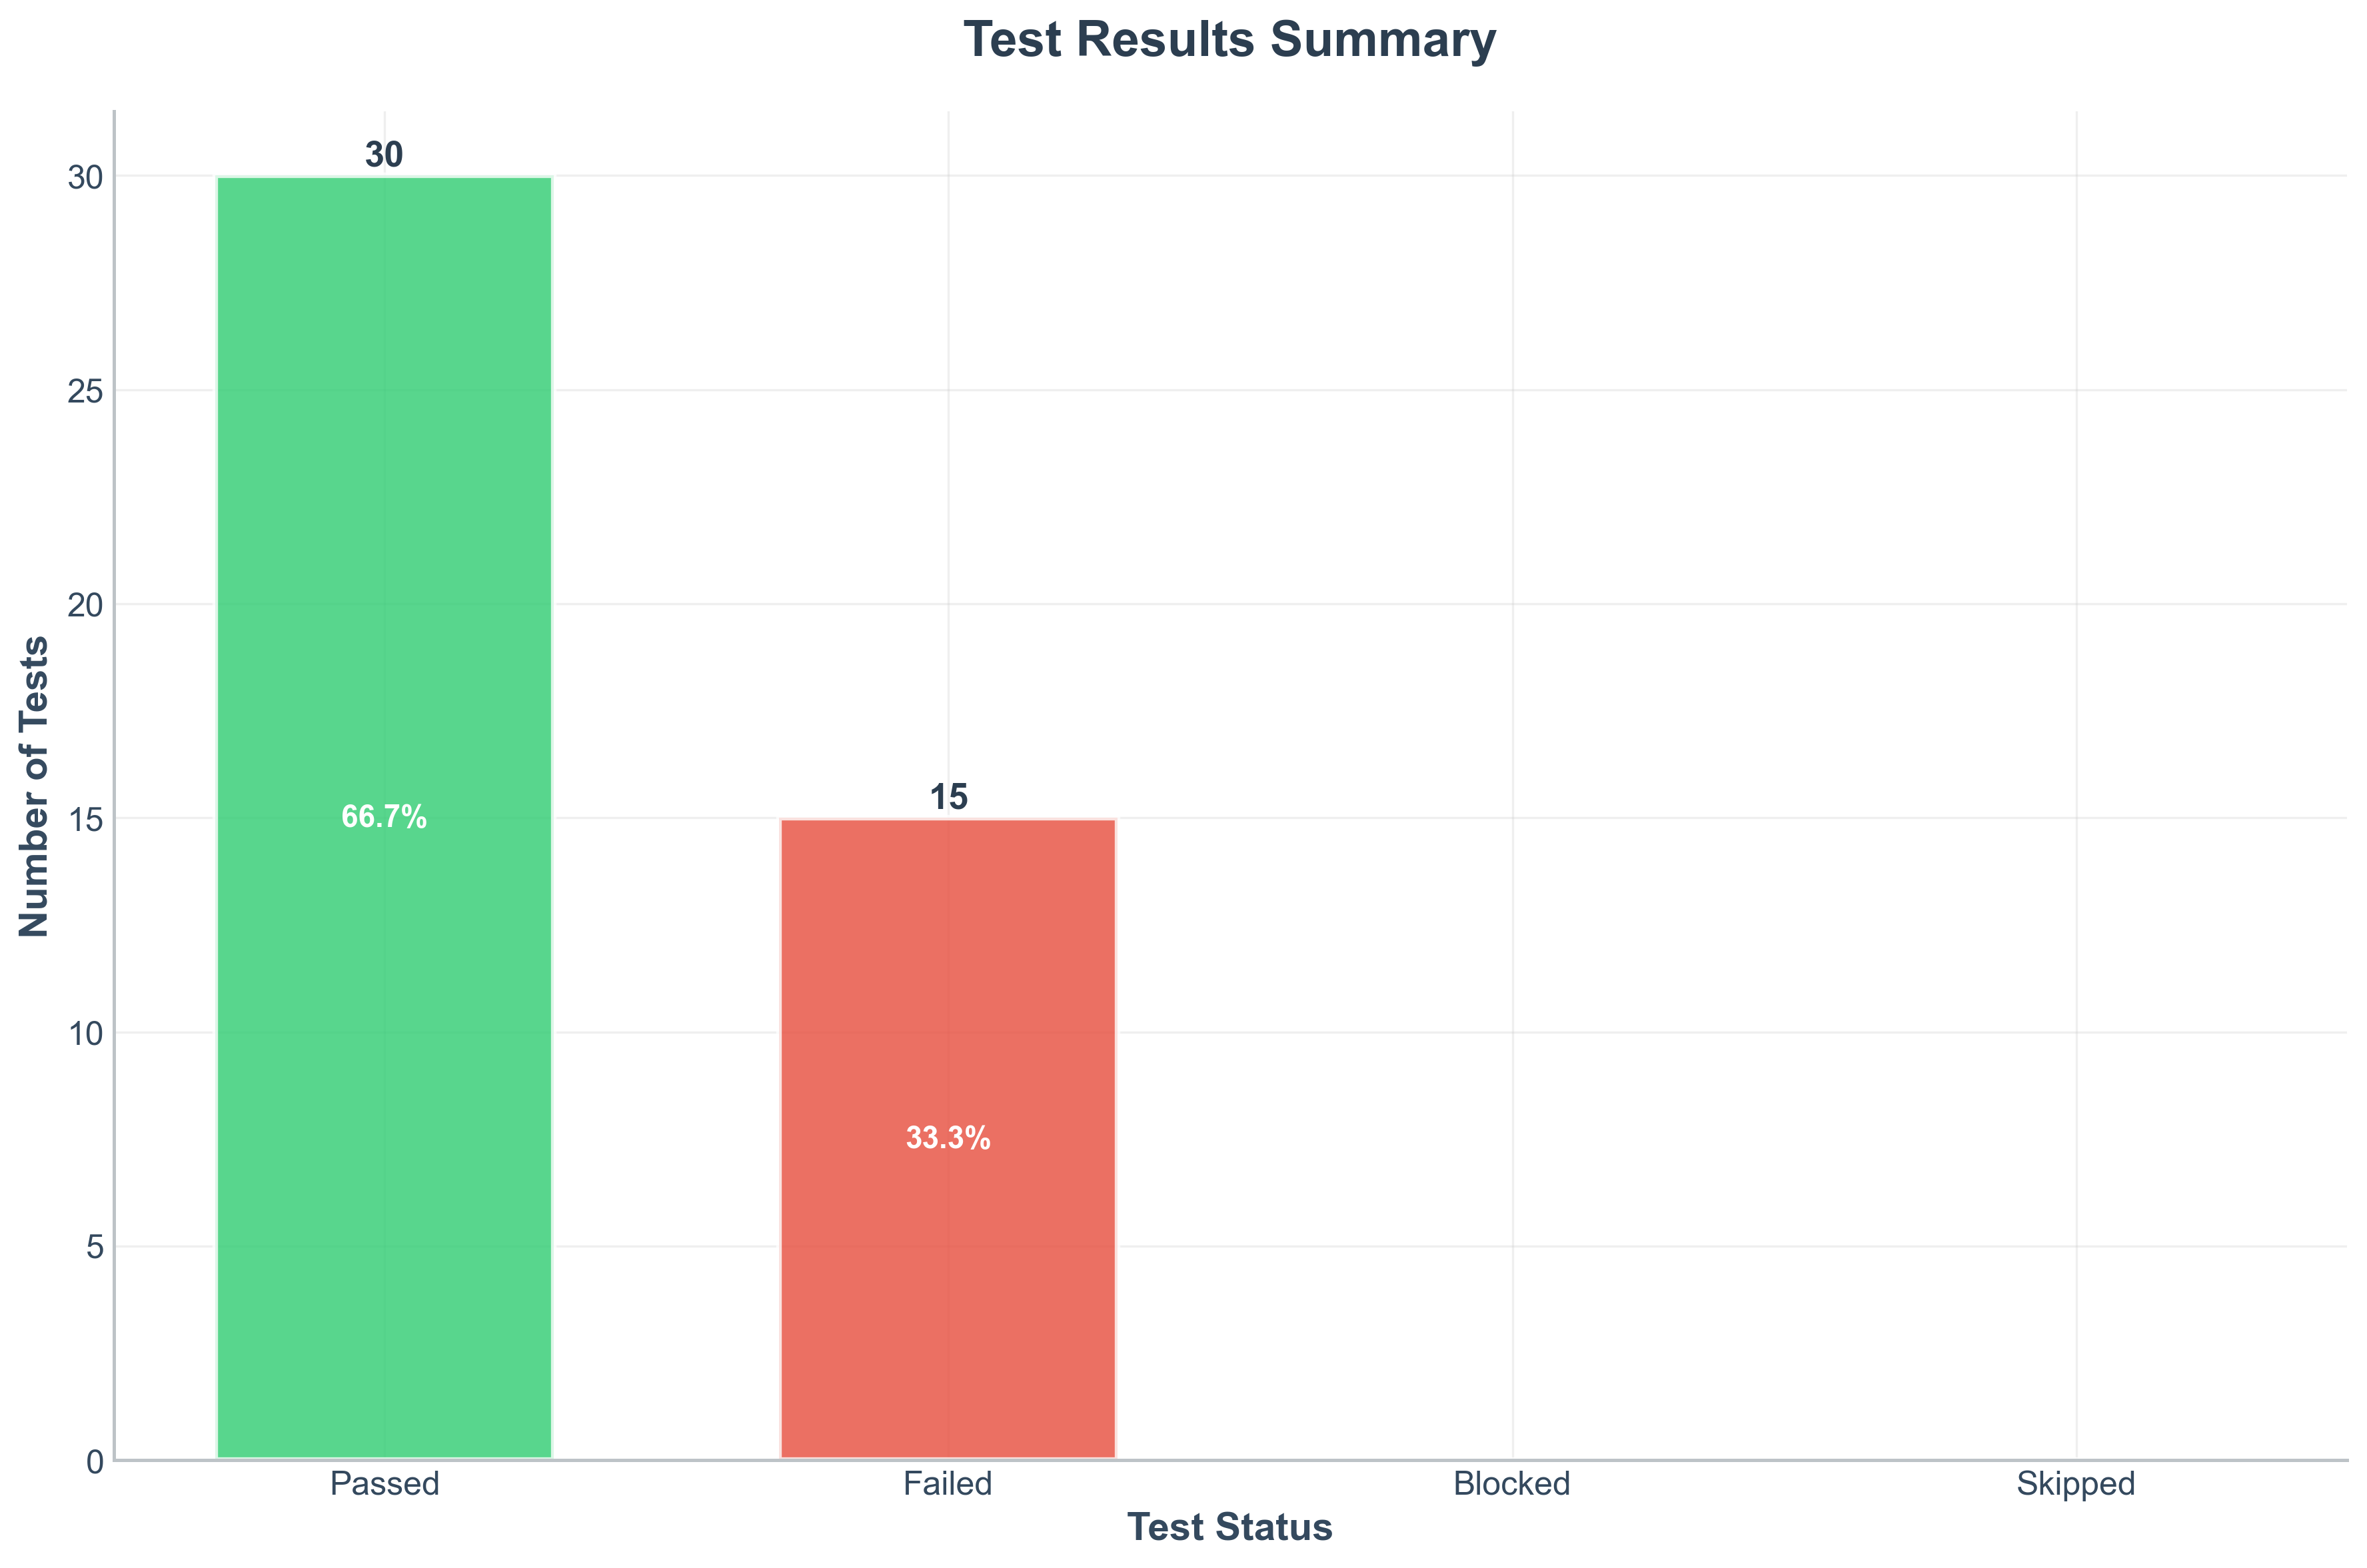 Test Results Summary
Number of Tests
30
25
20
15
10
5
0
30
66.7%
15
33.3%
Passed
Failed
Blocked
Skipped
Test Status